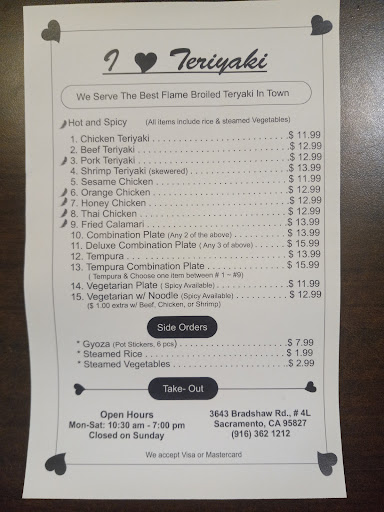 I ♥ Teriyaki
We Serve The Best Flame Broiled Teryaki In Town
Hot and Spicy (All items include rice & steamed Vegetables)
1. Chicken Teriyaki $ 11.99
2. Beef Teriyaki $ 12.99
3. Pork Teriyaki $ 12.99
4. Shrimp Teriyaki (skewered) $ 13.99
5. Sesame Chicken $ 11.99
6. Orange Chicken $ 12.99
7. Honey Chicken $ 12.99
8. Thai Chicken $ 12.99
9. Fried Calamari $ 13.99
10. Combination Plate (Any 2 of the above) $ 13.99
11. Deluxe Combination Plate ( Any 3 of above) $ 15.99
12. Tempura $ 13.99
13. Tempura Combination Plate $ 15.99
( Tempura & Choose one item between # 1 ~ #9)
14. Vegetarian Plate ( Spicy Available) $ 11.99
15. Vegetarian w/ Noodle (Spicy Available) $ 12.99
($ 1.00 extra w/ Beef, Chicken, or Shrimp)
Side Orders
* Gyoza (Pot Stickers, 6 pcs) $ 7.99
* Steamed Rice $ 1.99
* Steamed Vegetables $ 2.99
Take- Out
Open Hours
Mon-Sat: 10:30 am - 7:00 pm
Closed on Sunday
3643 Bradshaw Rd., # 4L
Sacramento, CA 95827
(916) 362 1212
We accept Visa or Mastercard